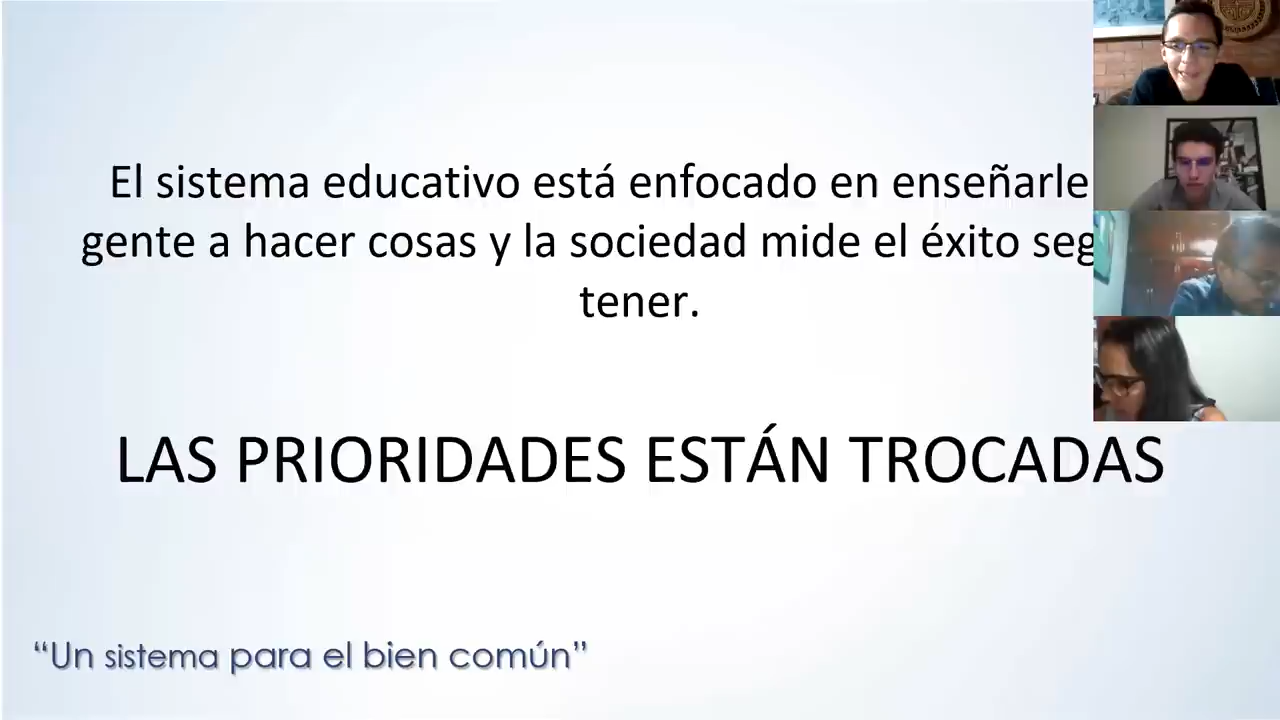 El sistema educativo está enfocado en enseñarle
gente a hacer cosas y la sociedad mide el éxito
tener.
LAS PRIORIDADES ESTÁN TROCADAS
“Un sistema para el bien común”